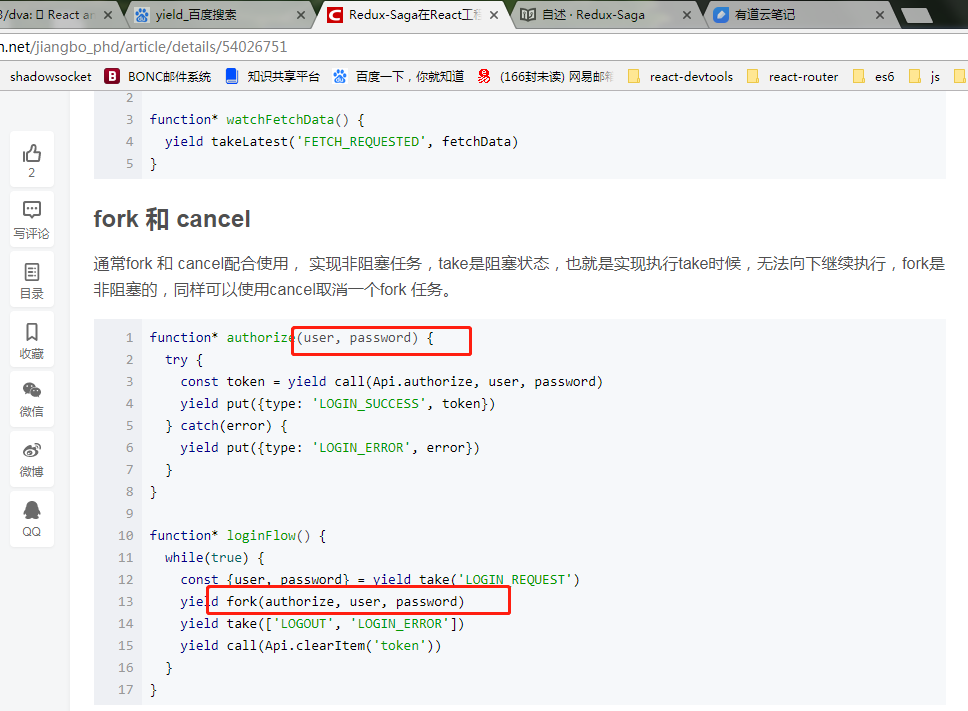 3/dva: React an
yield_百度搜索
Redux-Saga在React工程
自述 · Redux-Saga
有道云笔记
n.net/jiangbo_phd/article/details/54026751
shadowsocket
BONC邮件系统
知识共享平台
百度一下，你就知道
(166封未读) 网易邮箱
react-devtools
react-router
es6
js
2
3 function* watchFetchData() {
4 yield takeLatest('FETCH_REQUESTED', fetchData)
5 }
2
写评论
目录
收藏
微信
微博
QQ
fork 和 cancel
通常fork 和 cancel配合使用， 实现非阻塞任务，take是阻塞状态，也就是实现执行take时候，无法向下继续执行，fork是
非阻塞的，同样可以使用cancel取消一个fork 任务。
1 function* authorize(user, password) {
2 try {
3 const token = yield call(Api.authorize, user, password)
4 yield put({type: 'LOGIN_SUCCESS', token})
5 } catch(error) {
6 yield put({type: 'LOGIN_ERROR', error})
7 }
8 }
9
10 function* loginFlow() {
11 while(true) {
12 const {user, password} = yield take('LOGIN_REQUEST')
13 yield fork(authorize, user, password)
14 yield take(['LOGOUT', 'LOGIN_ERROR'])
15 yield call(Api.clearItem('token'))
16 }
17 }